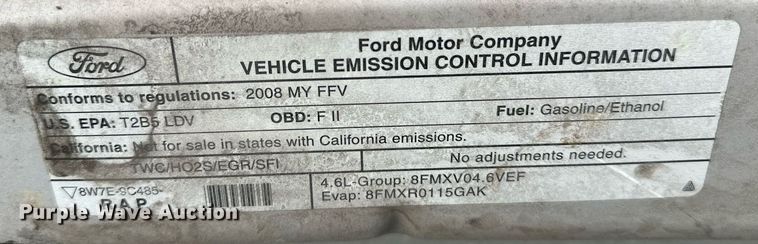 Ford
Ford Motor Company
VEHICLE EMISSION CONTROL INFORMATION
Conforms to regulations: 2008 MY FFV
U.S. EPA: T2B5 LDV OBD: F II Fuel: Gasoline/Ethanol
California: Not for sale in states with California emissions.
TWC/HO2S/EGR/SFI No adjustments needed.
8W7E-9C485-
R A P
4.6L-Group: 8FMXV04.6VEF
Evap: 8FMXR0115GAK
Purple Wave Auction